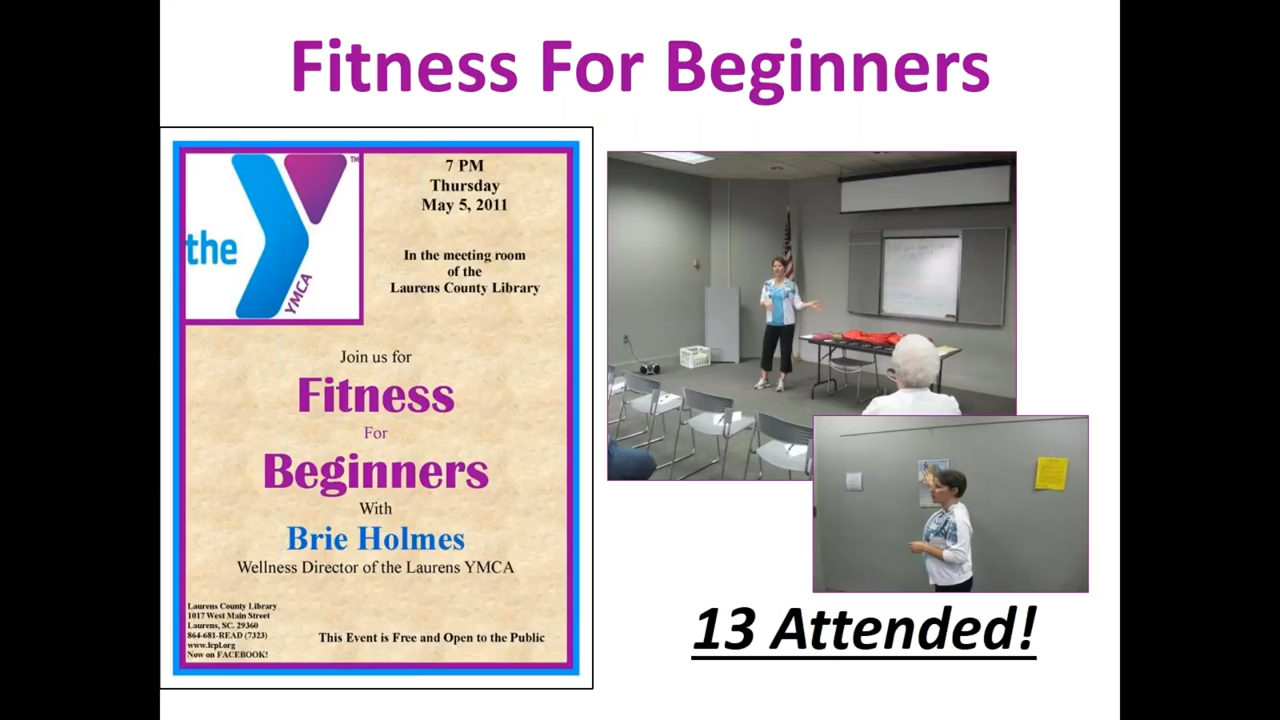 Fitness For Beginners
the
YMCA
TM
7 PM
Thursday
May 5, 2011
In the meeting room
of the
Laurens County Library
Join us for
Fitness
For
Beginners
With
Brie Holmes
Wellness Director of the Laurens YMCA
Laurens County Library
1017 West Main Street
Laurens, SC. 29360
864-681-READ (7323)
www.lcpl.org
Now on FACEBOOK!
This Event is Free and Open to the Public
13 Attended!